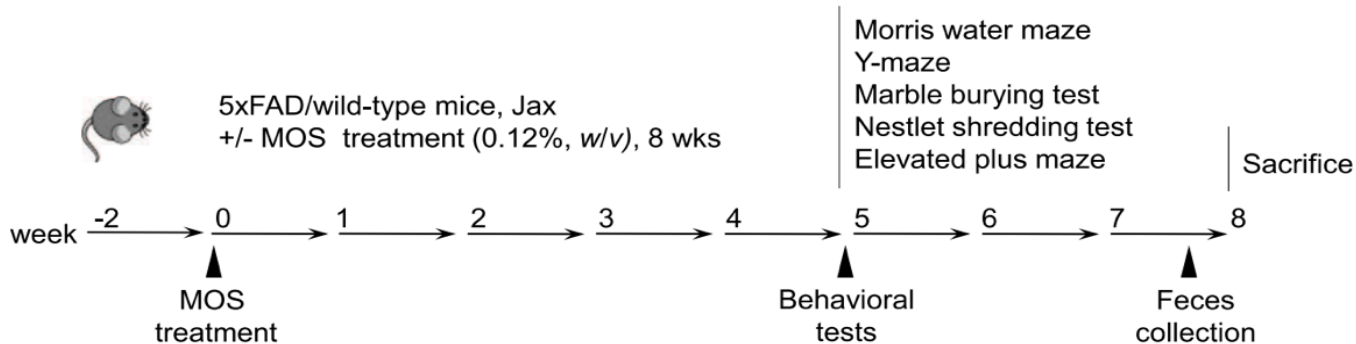 5xFAD/wild-type mice, Jax
+/- MOS treatment (0.12%, w/v), 8 wks
Morris water maze
Y-maze
Marble burying test
Nestlet shredding test
Elevated plus maze
Sacrifice
week -2 0 1 2 3 4 5 6 7 8
MOS
treatment
Behavioral
tests
Feces
collection